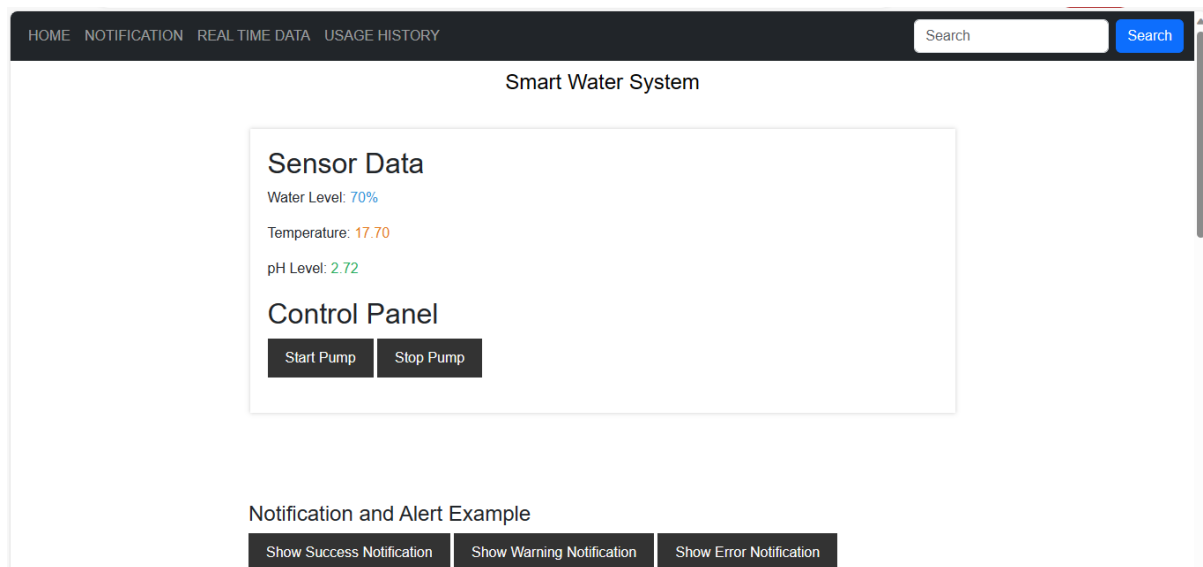 HOME NOTIFICATION REAL TIME DATA USAGE HISTORY Search Search
Smart Water System
Sensor Data
Water Level: 70%
Temperature: 17.70
pH Level: 2.72
Control Panel
Start Pump Stop Pump
Notification and Alert Example
Show Success Notification Show Warning Notification Show Error Notification